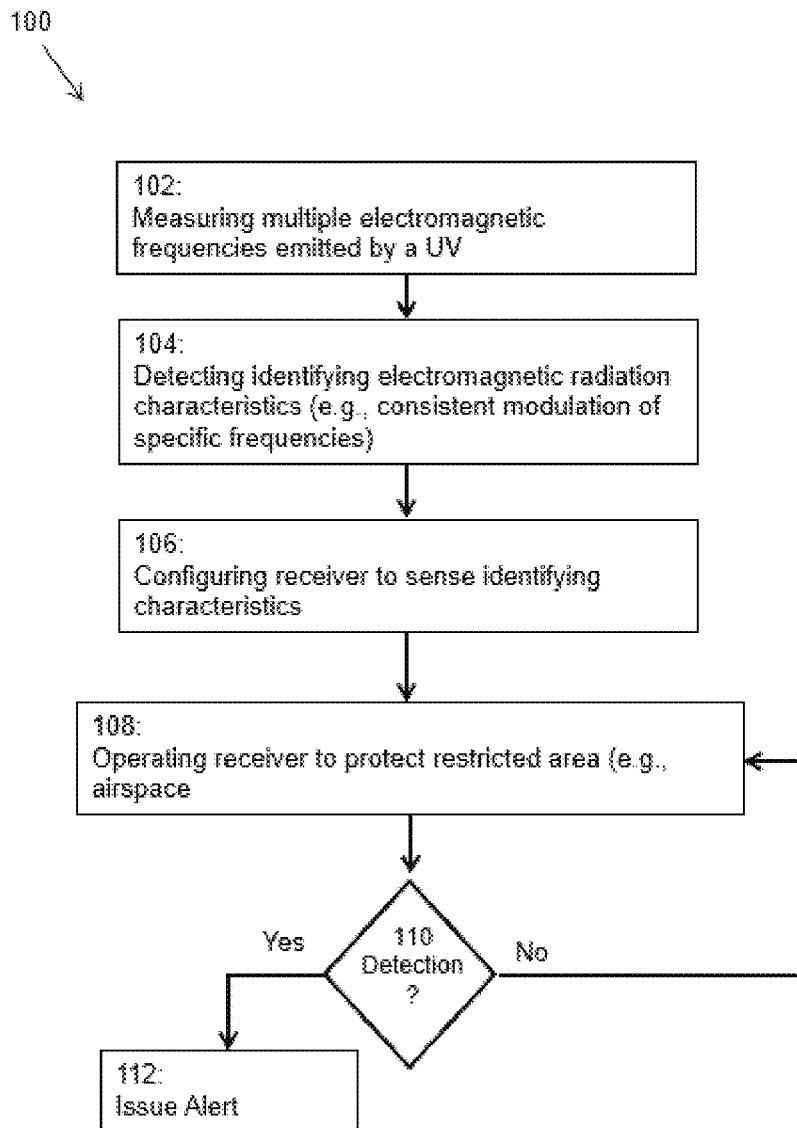 100
102:
Measuring multiple electromagnetic
frequencies emitted by a UV
104:
Detecting identifying electromagnetic radiation
characteristics (e.g., consistent modulation of
specific frequencies)
106:
Configuring receiver to sense identifying
characteristics
108:
Operating receiver to protect restricted area (e.g.,
airspace
110
Detection
?
Yes
No
112:
Issue Alert